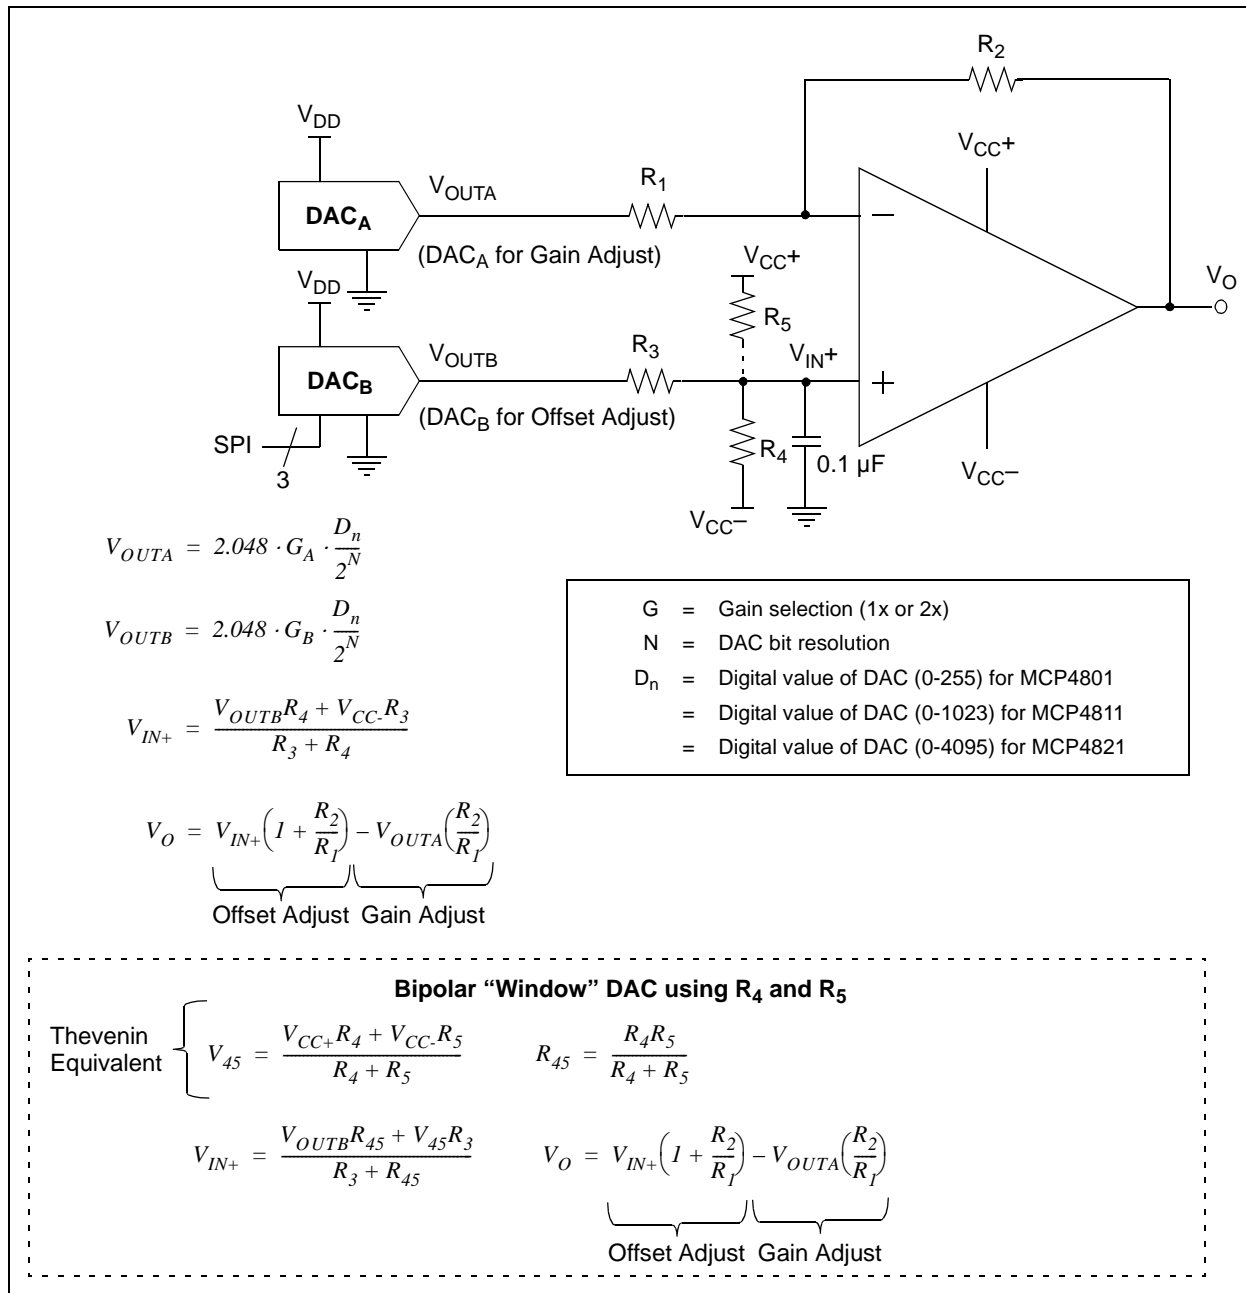 R2
VDD
VCC+
VOUTA
R1
DACA
(DACA for Gain Adjust)
VCC+
VDD
VO
R5
VOUTB
R3
VIN+
DACB
(DACB for Offset Adjust)
SPI
3
R4
0.1 µF
VCC–
VCC–
VOUTA = 2.048 · GA · Dn/2^N
VOUTB = 2.048 · GB · Dn/2^N
VIN+ = (VOUTBR4 + VCC-R3)/(R3 + R4)
VO = VIN+(1 + R2/R1) – VOUTA(R2/R1)
Offset Adjust Gain Adjust
G = Gain selection (1x or 2x)
N = DAC bit resolution
Dn = Digital value of DAC (0-255) for MCP4801
= Digital value of DAC (0-1023) for MCP4811
= Digital value of DAC (0-4095) for MCP4821
Bipolar “Window” DAC using R4 and R5
Thevenin
Equivalent
V45 = (VCC+R4 + VCC-R5)/(R4 + R5)
R45 = R4R5/(R4 + R5)
VIN+ = (VOUTBR45 + V45R3)/(R3 + R45)
VO = VIN+(1 + R2/R1) – VOUTA(R2/R1)
Offset Adjust Gain Adjust